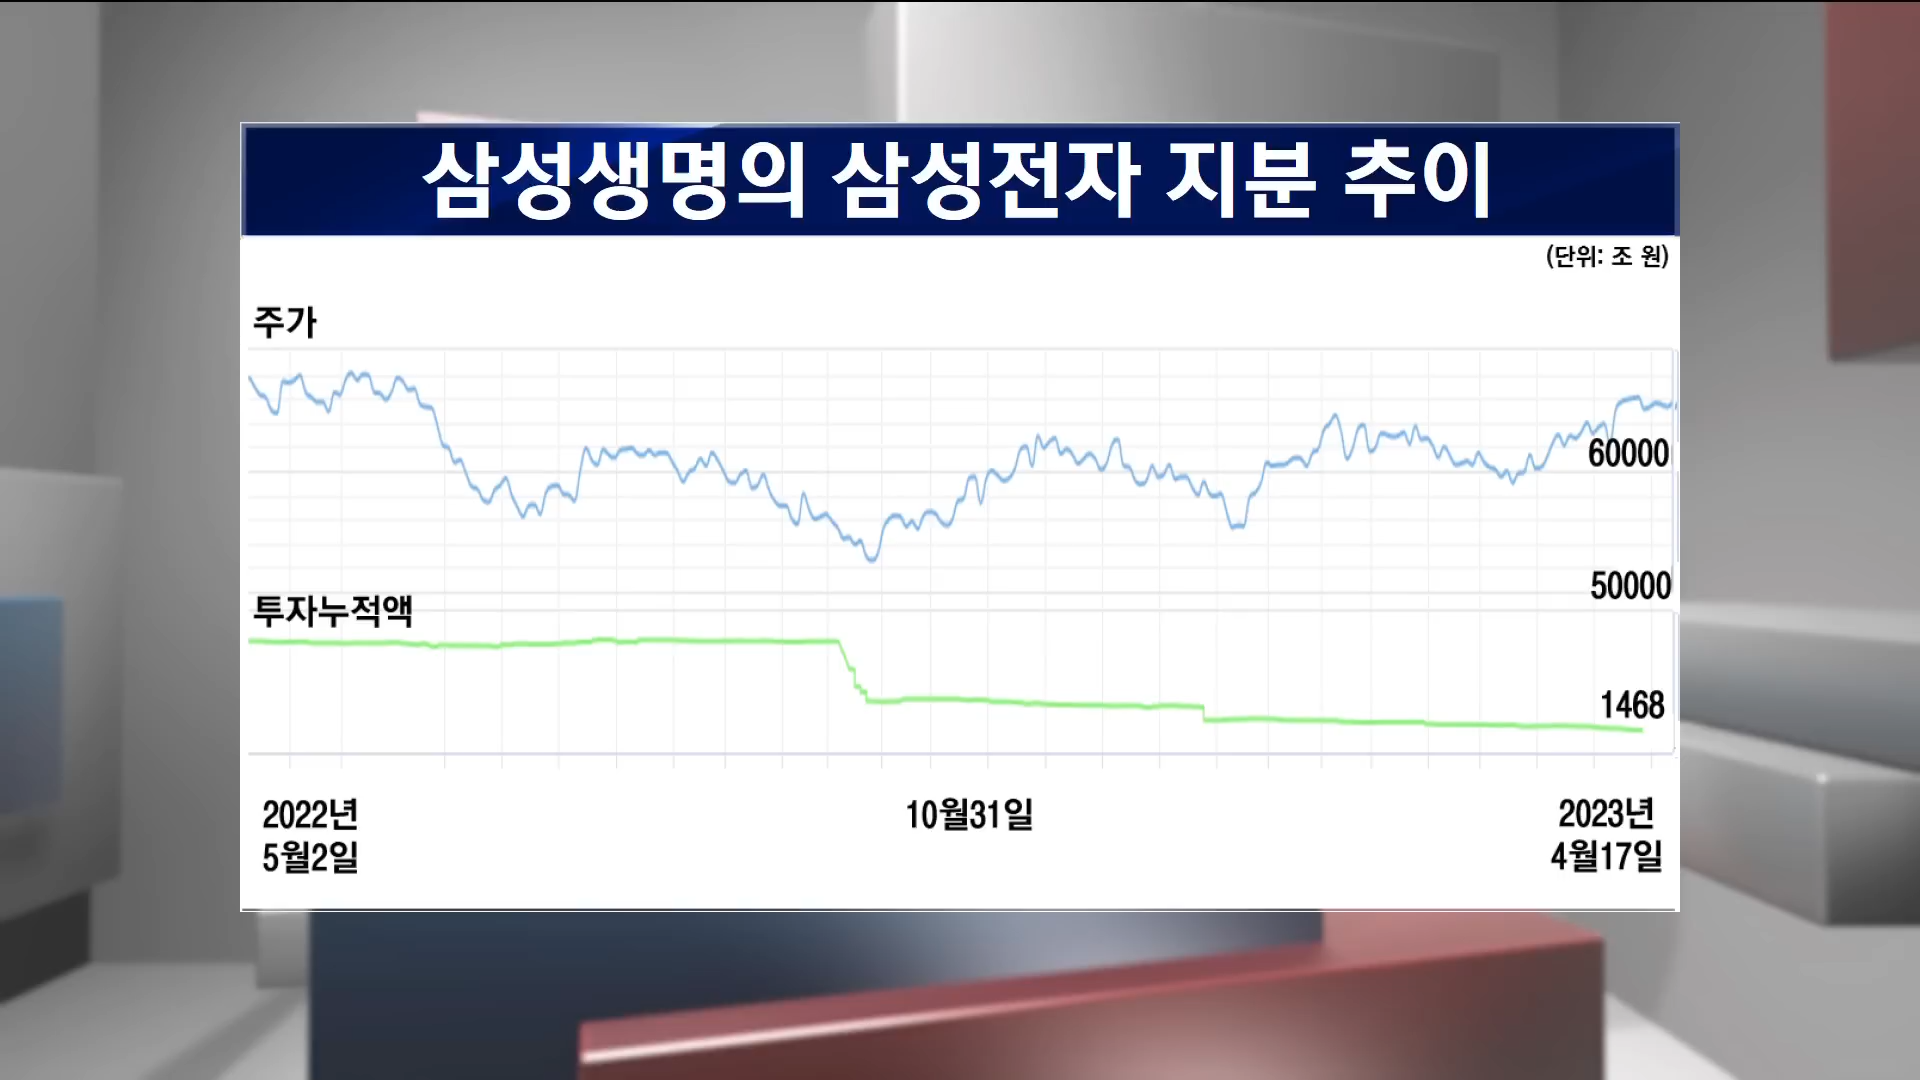 삼성생명의 삼성전자 지분 추이
(단위: 조 원)
주가
60000
50000
투자누적액
1468
2022년
5월2일
10월31일
2023년
4월17일